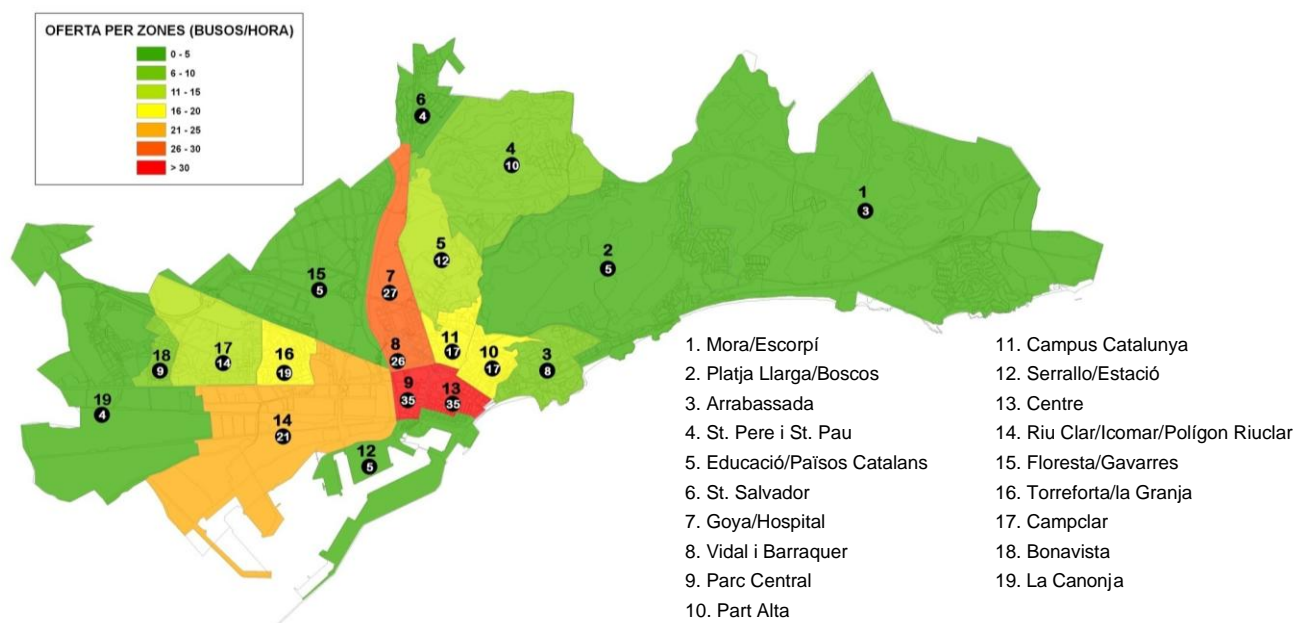 OFERTA PER ZONES (BUSOS/HORA)
0 - 5
6 - 10
11 - 15
16 - 20
21 - 25
26 - 30
> 30
6
4
4
10
1
3
5
12
2
5
15
5
7
27
18
9
17
14
16
19
8
26
11
17
10
17
3
8
19
4
9
35
13
35
14
21
12
5
1. Mora/Escorpí
2. Platja Llarga/Boscos
3. Arrabassada
4. St. Pere i St. Pau
5. Educació/Països Catalans
6. St. Salvador
7. Goya/Hospital
8. Vidal i Barraquer
9. Parc Central
10. Part Alta
11. Campus Catalunya
12. Serrallo/Estació
13. Centre
14. Riu Clar/Icomar/Polígon Riuclar
15. Floresta/Gavarres
16. Torreforta/la Granja
17. Campclar
18. Bonavista
19. La Canonja